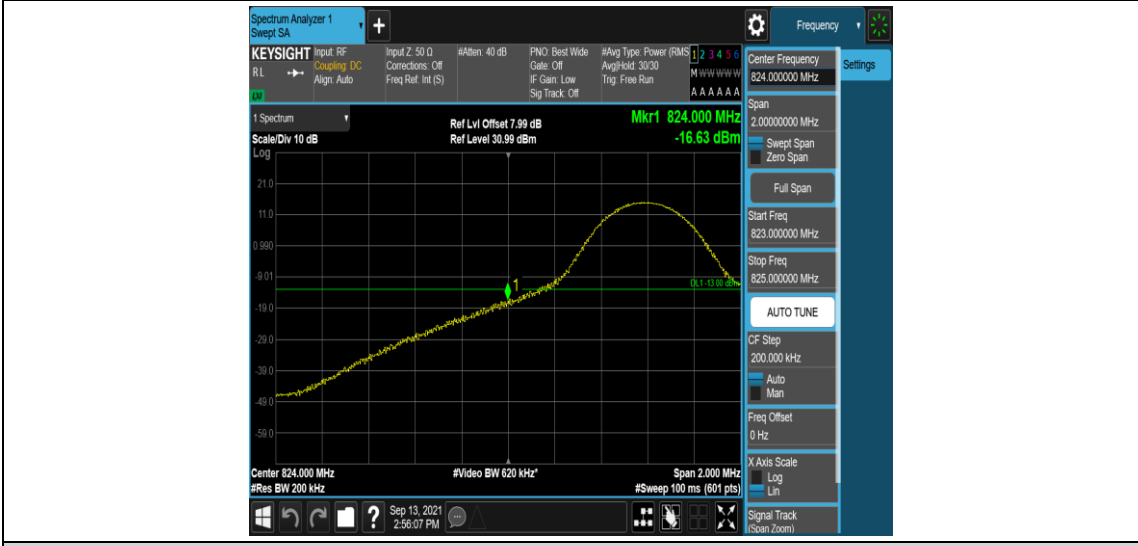 Spectrum Analyzer 1
Swept SA
Frequency
KEYSIGHT
RL
Input: RF
Coupling: DC
Align: Auto
Input Z: 50 Ω
Corrections: Off
Freq Ref: Int (S)
#Atten: 40 dB
PNO: Best Wide
Gate: Off
IF Gain: Low
Sig Track: Off
#Avg Type: Power (RMS
Avg|Hold: 30/30
Trig: Free Run
1 2 3 4 5 6
M W W W W W
A A A A A A
1 Spectrum
Scale/Div 10 dB
Log
Ref Lvl Offset 7.99 dB
Ref Level 30.99 dBm
Mkr1 824.000 MHz
-16.63 dBm
21.0
11.0
0.990
-9.01
-19.0
-29.0
-39.0
-49.0
-59.0
1
DL1 -13.00 dBm
Center 824.000 MHz
#Res BW 200 kHz
#Video BW 620 kHz*
Span 2.000 MHz
#Sweep 100 ms (601 pts)
?
Sep 13, 2021
2:56:07 PM
Center Frequency
824.000000 MHz
Settings
Span
2.00000000 MHz
Swept Span
Zero Span
Full Span
Start Freq
823.000000 MHz
Stop Freq
825.000000 MHz
AUTO TUNE
CF Step
200.000 kHz
Auto
Man
Freq Offset
0 Hz
X Axis Scale
Log
Lin
Signal Track
(Span Zoom)